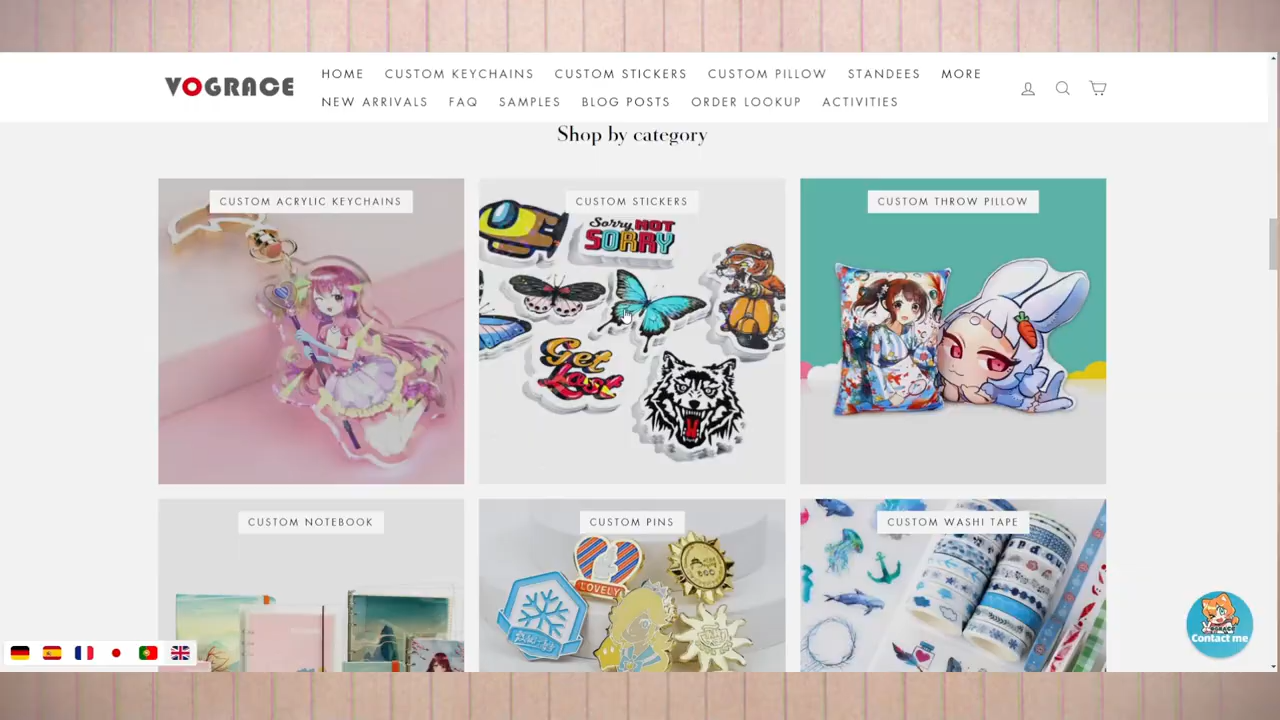 VOGRACE
HOME CUSTOM KEYCHAINS CUSTOM STICKERS CUSTOM PILLOW STANDEES MORE
NEW ARRIVALS FAQ SAMPLES BLOG POSTS ORDER LOOKUP ACTIVITIES
Shop by category
CUSTOM ACRYLIC KEYCHAINS
CUSTOM STICKERS
CUSTOM THROW PILLOW
Sorry NOT
SORRY
Get
Lost
CUSTOM NOTEBOOK
CUSTOM PINS
CUSTOM WASHI TAPE
LOVELY
Contact me